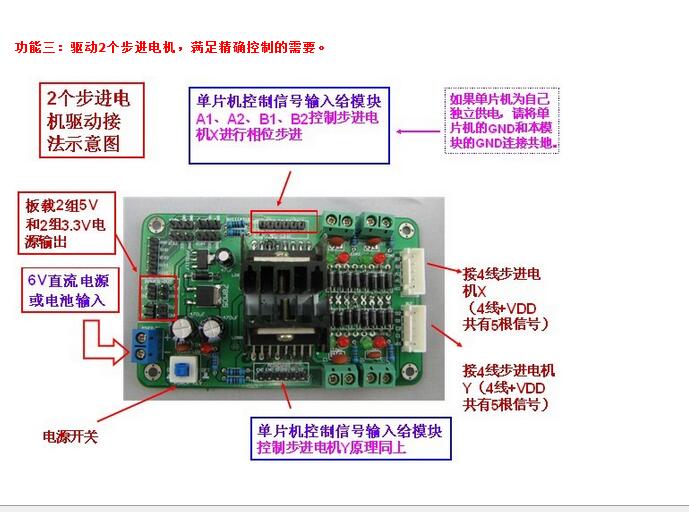 功能三：驱动2个步进电机，满足精确控制的需要。
2个步进电
机驱动接
法示意图
单片机控制信号输入给模块
A1、A2、B1、B2控制步进电
机X进行相位步进
如果单片机为自己
独立供电，请将单
片机的GND和本模
块的GND连接共地。
板载2组5V
和2组3.3V电
源输出
6V直流电源
或电池输入
78M05
接4线步进电
机X
（4线+VDD
共有5根信号）
接4线步进电机
Y（4线+VDD
共有5根信号）
电源开关
单片机控制信号输入给模块
控制步进电机Y原理同上